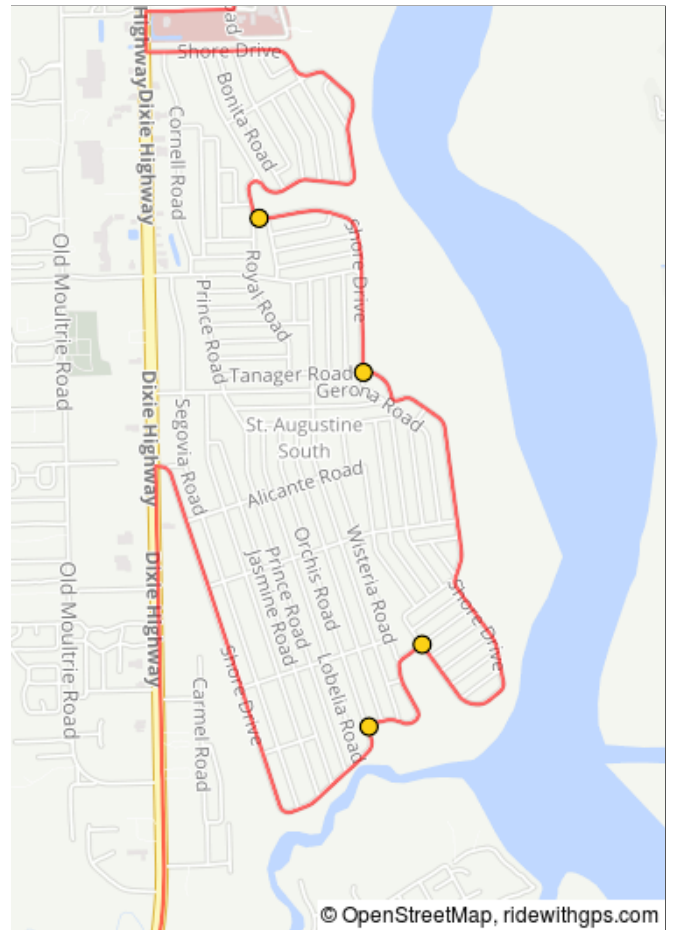 Road
Highway
Shore Drive
Dixie Highway
Bonita Road
Cornell Road
Old Moultrie Road
Shore Drive
Royal Road
Prince Road
Tanager Road
Gerona Road
Dixie Highway
Segovia Road
St. Augustine
South
Alicante Road
Wisteria Road
Orchis Road
Prince Road
Jasmine Road
Dixie Highway
Old Moultrie Road
Shore Drive
Shore Drive
Lobelia Road
Carmel Road
© OpenStreetMap, ridewithgps.com